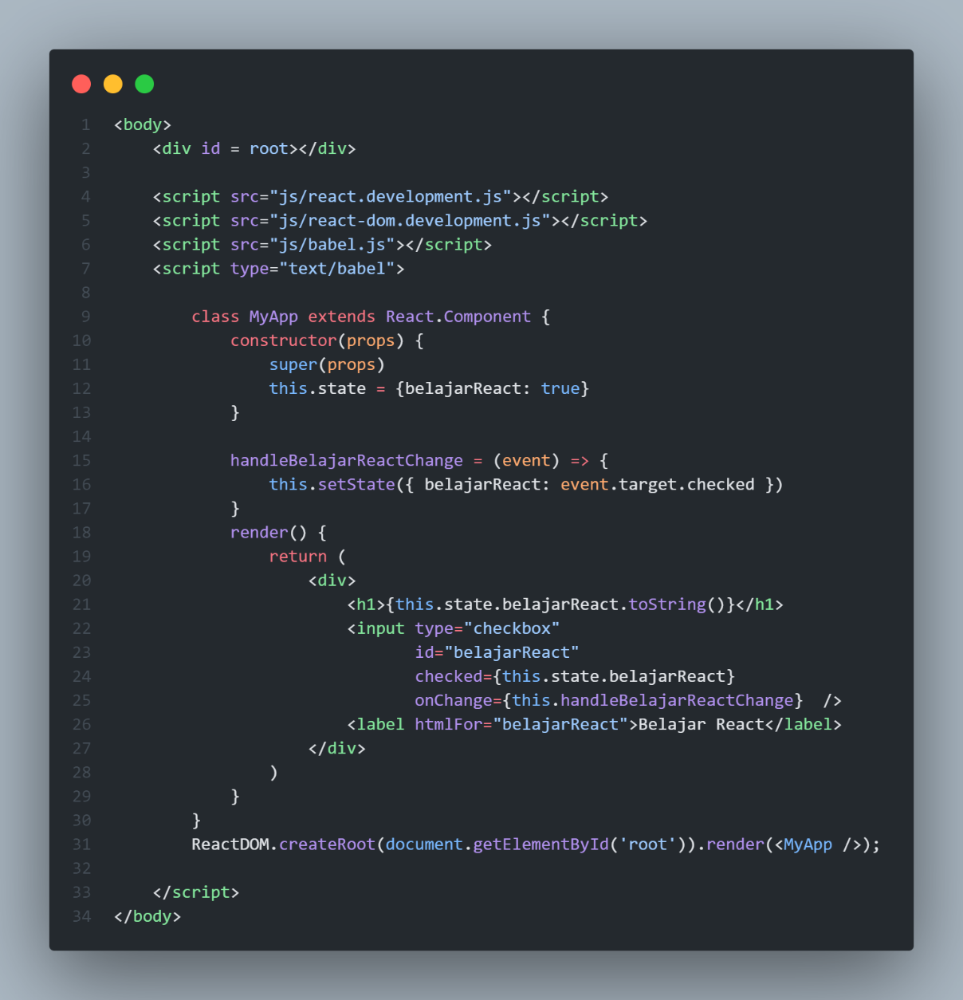 1 <body>
2     <div id = root></div>
3
4     <script src="js/react.development.js"></script>
5     <script src="js/react-dom.development.js"></script>
6     <script src="js/babel.js"></script>
7     <script type="text/babel">
8
9         class MyApp extends React.Component {
10             constructor(props) {
11                 super(props)
12                 this.state = {belajarReact: true}
13             }
14
15             handleBelajarReactChange = (event) => {
16                 this.setState({ belajarReact: event.target.checked })
17             }
18             render() {
19                 return (
20                     <div>
21                         <h1>{this.state.belajarReact.toString()}</h1>
22                         <input type="checkbox"
23                                id="belajarReact"
24                                checked={this.state.belajarReact}
25                                onChange={this.handleBelajarReactChange}  />
26                         <label htmlFor="belajarReact">Belajar React</label>
27                     </div>
28                 )
29             }
30         }
31         ReactDOM.createRoot(document.getElementById('root')).render(<MyApp />);
32
33     </script>
34 </body>